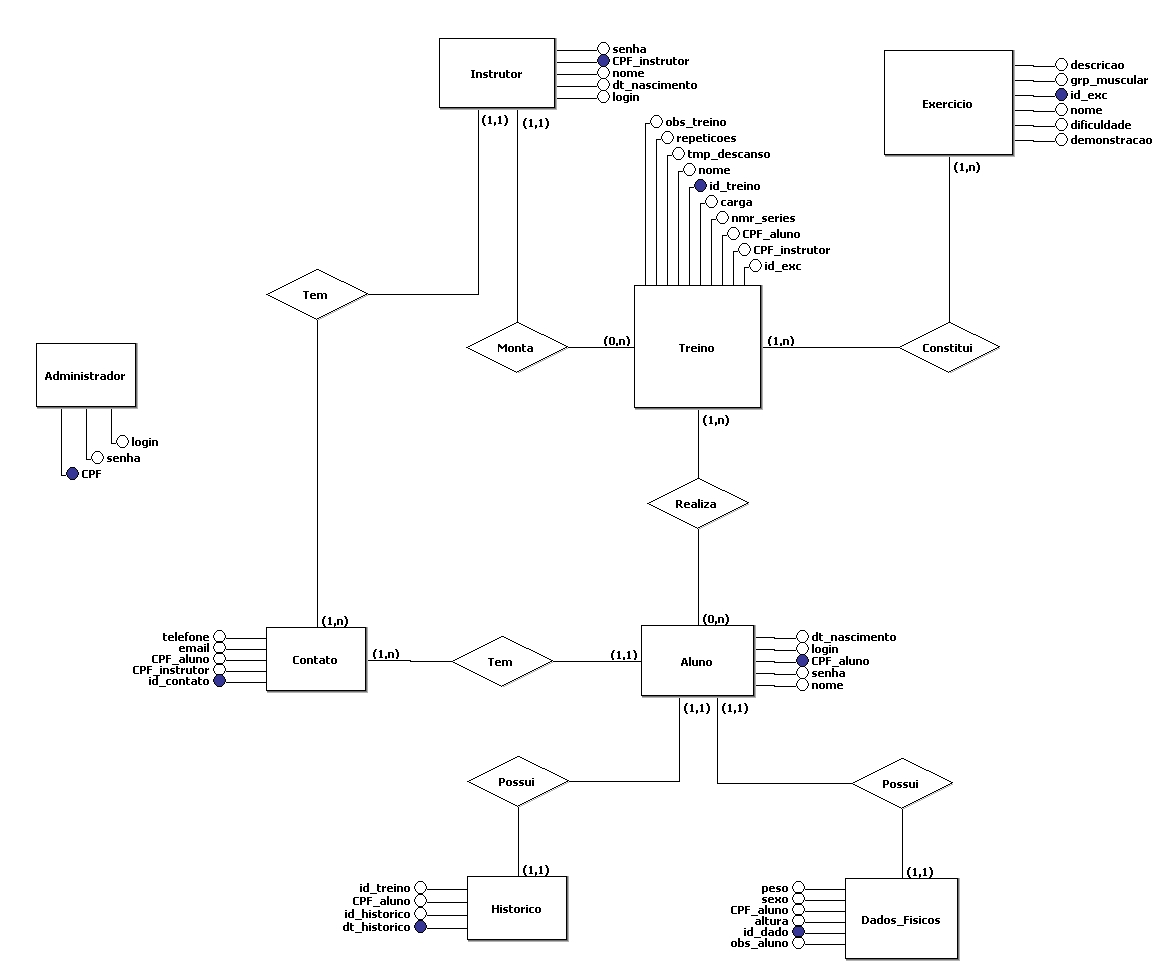 Instrutor
senha
CPF_instrutor
nome
dt_nascimento
login
(1,1)
(1,1)
Exercicio
descricao
grp_muscular
id_exc
nome
dificuldade
demonstracao
(1,n)
obs_treino
repeticoes
tmp_descanso
nome
id_treino
carga
nmr_series
CPF_aluno
CPF_instrutor
id_exc
Tem
Monta
(0,n)
Treino
(1,n)
Constitui
(1,n)
Administrador
login
senha
CPF
Realiza
(0,n)
(1,n)
telefone
email
CPF_aluno
CPF_instrutor
id_contato
Contato
(1,n)
Tem
(1,1)
Aluno
dt_nascimento
login
CPF_aluno
senha
nome
(1,1)
(1,1)
Possui
Possui
(1,1)
(1,1)
id_treino
CPF_aluno
id_historico
dt_historico
Historico
peso
sexo
CPF_aluno
altura
id_dado
obs_aluno
Dados_Fisicos